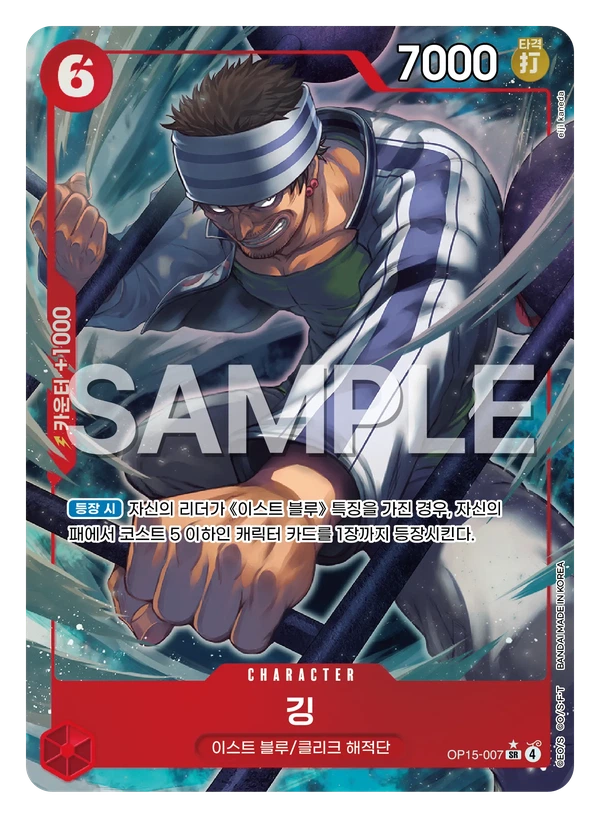 6
7000
타격
打
eiji kaneda
카운터 +1000
SAMPLE
등장 시 자신의 리더가 《이스트 블루》 특징을 가진 경우, 자신의
패에서 코스트 5 이하인 캐릭터 카드를 1장까지 등장시킨다.
CHARACTER
깅
이스트 블루/클리크 해적단
OP15-007 ★ SR 4
©EO/S ©O/S·F·T BANDAI MADE IN KOREA